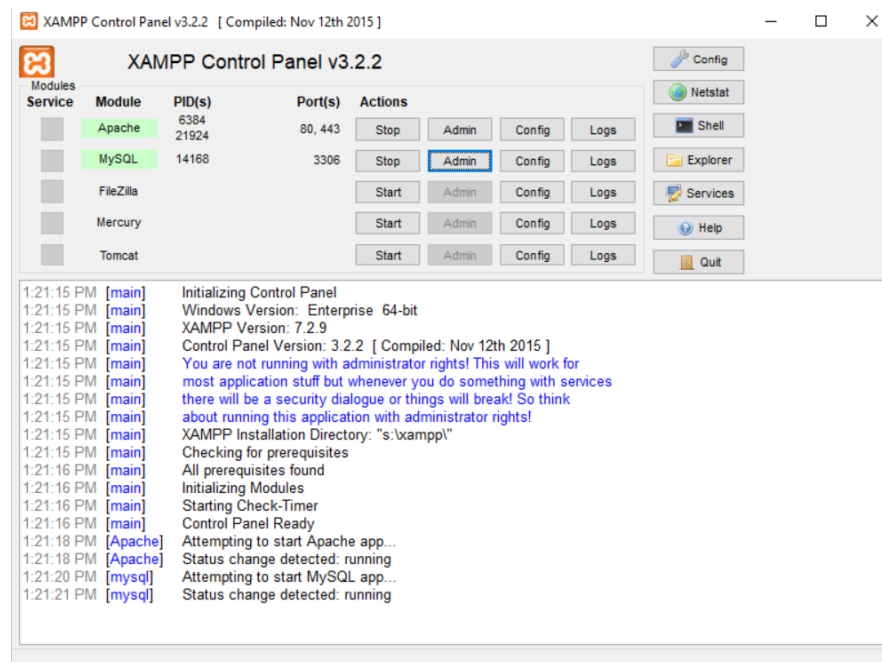 XAMPP Control Panel v3.2.2 [ Compiled: Nov 12th 2015 ]
XAMPP Control Panel v3.2.2
Config
Modules
Service Module PID(s) Port(s) Actions
Netstat
Apache 6384 21924 80, 443 Stop Admin Config Logs
Shell
MySQL 14168 3306 Stop Admin Config Logs
Explorer
FileZilla Start Admin Config Logs
Services
Mercury Start Admin Config Logs
Help
Tomcat Start Admin Config Logs
Quit
1:21:15 PM [main] Initializing Control Panel
1:21:15 PM [main] Windows Version: Enterprise 64-bit
1:21:15 PM [main] XAMPP Version: 7.2.9
1:21:15 PM [main] Control Panel Version: 3.2.2 [ Compiled: Nov 12th 2015 ]
1:21:15 PM [main] You are not running with administrator rights! This will work for
1:21:15 PM [main] most application stuff but whenever you do something with services
1:21:15 PM [main] there will be a security dialogue or things will break! So think
1:21:15 PM [main] about running this application with administrator rights!
1:21:15 PM [main] XAMPP Installation Directory: "s:\xampp\"
1:21:15 PM [main] Checking for prerequisites
1:21:16 PM [main] All prerequisites found
1:21:16 PM [main] Initializing Modules
1:21:16 PM [main] Starting Check-Timer
1:21:16 PM [main] Control Panel Ready
1:21:18 PM [Apache] Attempting to start Apache app...
1:21:18 PM [Apache] Status change detected: running
1:21:20 PM [mysql] Attempting to start MySQL app...
1:21:21 PM [mysql] Status change detected: running